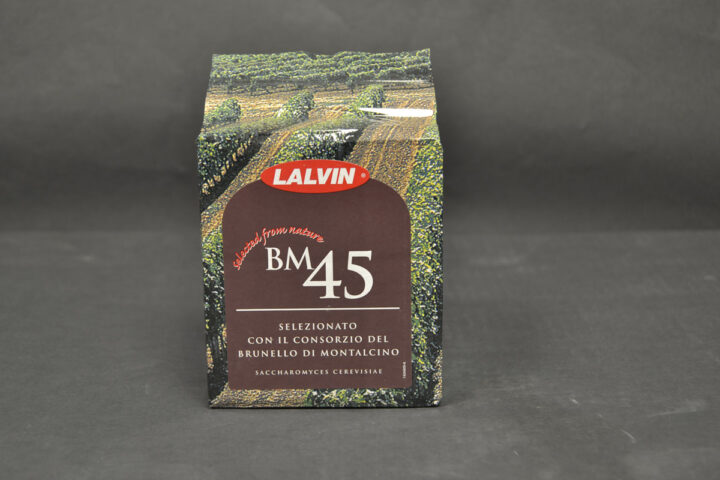 LALVIN®
Selected from nature
BM45
SELEZIONATO
CON IL CONSORZIO DEL
BRUNELLO DI MONTALCINO
SACCHAROMYCES CEREVISIAE